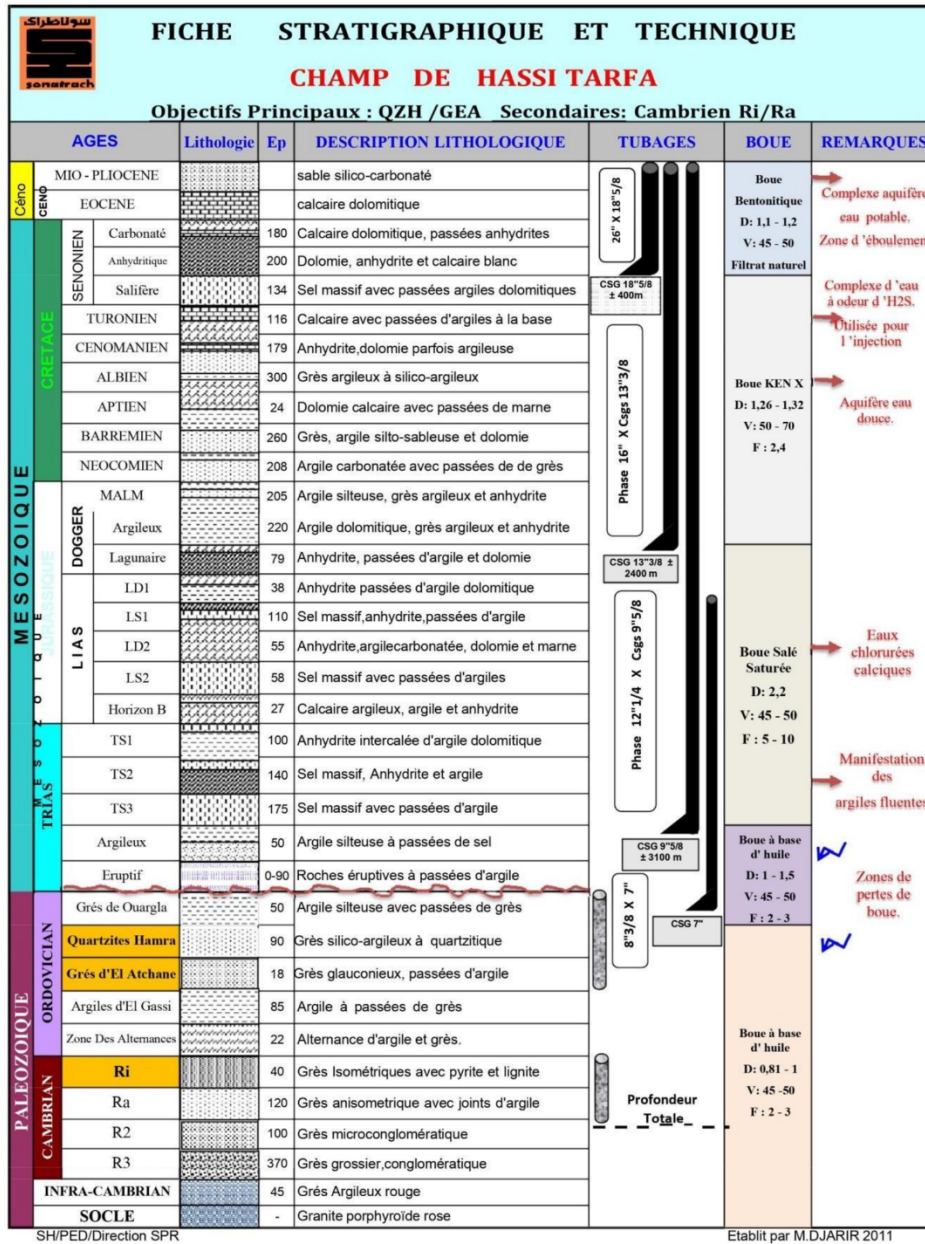 سوناطراك
sonatrach
FICHE STRATIGRAPHIQUE ET TECHNIQUE
CHAMP DE HASSI TARFA
Objectifs Principaux : QZH /GEA Secondaires: Cambrien Ri/Ra
AGES Lithologie Ep DESCRIPTION LITHOLOGIQUE TUBAGES BOUE REMARQUES
Céno
CENO
MIO - PLIOCENE sable silico-carbonaté
EOCENE calcaire dolomitique
MESOZOIQUE
MESOZOIQUE
CRETACE
SENONIEN
Carbonaté 180 Calcaire dolomitique, passées anhydrites
Anhydritique 200 Dolomie, anhydrite et calcaire blanc
Salifère 134 Sel massif avec passées argiles dolomitiques
TURONIEN 116 Calcaire avec passées d'argiles à la base
CENOMANIEN 179 Anhydrite,dolomie parfois argileuse
ALBIEN 300 Grès argileux à silico-argileux
APTIEN 24 Dolomie calcaire avec passées de marne
BARREMIEN 260 Grès, argile silto-sableuse et dolomie
NEOCOMIEN 208 Argile carbonatée avec passées de de grès
JURASSIQUE
MALM 205 Argile silteuse, grès argileux et anhydrite
DOGGER
Argileux 220 Argile dolomitique, grès argileux et anhydrite
Lagunaire 79 Anhydrite, passées d'argile et dolomie
LIAS
LD1 38 Anhydrite passées d'argile dolomitique
LS1 110 Sel massif,anhydrite,passées d'argile
LD2 55 Anhydrite,argilecarbonatée, dolomie et marne
LS2 58 Sel massif avec passées d'argiles
Horizon B 27 Calcaire argileux, argile et anhydrite
TRIAS
TS1 100 Anhydrite intercalée d'argile dolomitique
TS2 140 Sel massif, Anhydrite et argile
TS3 175 Sel massif avec passées d'argile
Argileux 50 Argile silteuse à passées de sel
Eruptif 0-90 Roches éruptives à passées d'argile
PALEOZOIQUE
ORDOVICIAN
Grés de Ouargla 50 Argile silteuse avec passées de grès
Quartzites Hamra 90 Grès silico-argileux à quartzitique
Grés d'El Atchane 18 Grès glauconieux, passées d'argile
Argiles d'El Gassi 85 Argile à passées de grès
Zone Des Alternances 22 Alternance d'argile et grès.
CAMBRIAN
Ri 40 Grès Isométriques avec pyrite et lignite
Ra 120 Grès anisometrique avec joints d'argile
R2 100 Grès microconglomératique
R3 370 Grès grossier,conglomératique
INFRA-CAMBRIAN 45 Grés Argileux rouge
SOCLE - Granite porphyroïde rose
26" X 18"5/8
CSG 18"5/8
± 400m
Phase 16" X Csgs 13"3/8
CSG 13"3/8 ±
2400 m
Phase 12"1/4 X Csgs 9"5/8
CSG 9"5/8
± 3100 m
8"3/8 X 7"
CSG 7"
Profondeur
Totale
Boue
Bentonitique
D: 1,1 - 1,2
V: 45 - 50
Filtrat naturel
Boue KEN X
D: 1,26 - 1,32
V: 50 - 70
F : 2,4
Boue Salé
Saturée
D: 2,2
V: 45 - 50
F : 5 - 10
Boue à base
d' huile
D: 1 - 1,5
V: 45 - 50
F : 2 - 3
Boue à base
d' huile
D: 0,81 - 1
V: 45 -50
F : 2 - 3
Complexe aquifère
eau potable.
Zone d 'éboulement
Complexe d 'eau
à odeur d 'H2S.
Utilisée pour
l 'injection
Aquifère eau
douce.
Eaux
chlorurées
calciques
Manifestation
des
argiles fluentes
Zones de
pertes de
boue.
SH/PED/Direction SPR Etablit par M.DJARIR 2011